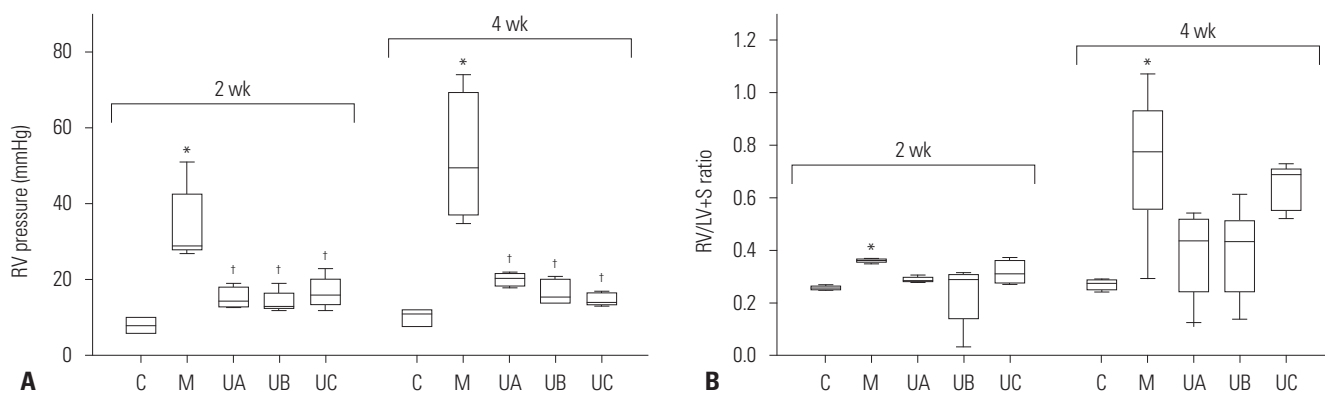 80
60
40
20
0
RV pressure (mmHg)
2 wk
4 wk
*
*
†
†
†
†
†
†
C M UA UB UC C M UA UB UC
A
1.2
1.0
0.8
0.6
0.4
0.2
0.0
RV/LV+S ratio
2 wk
4 wk
*
*
†
C M UA UB UC C M UA UB UC
B